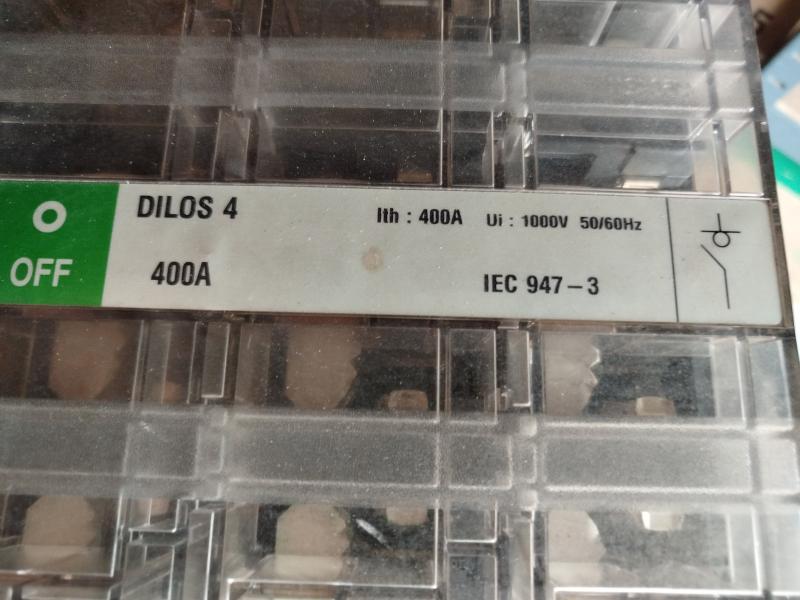 DILOS 4 Ith : 400A Ui : 1000V 50/60Hz
OFF 400A IEC 947-3